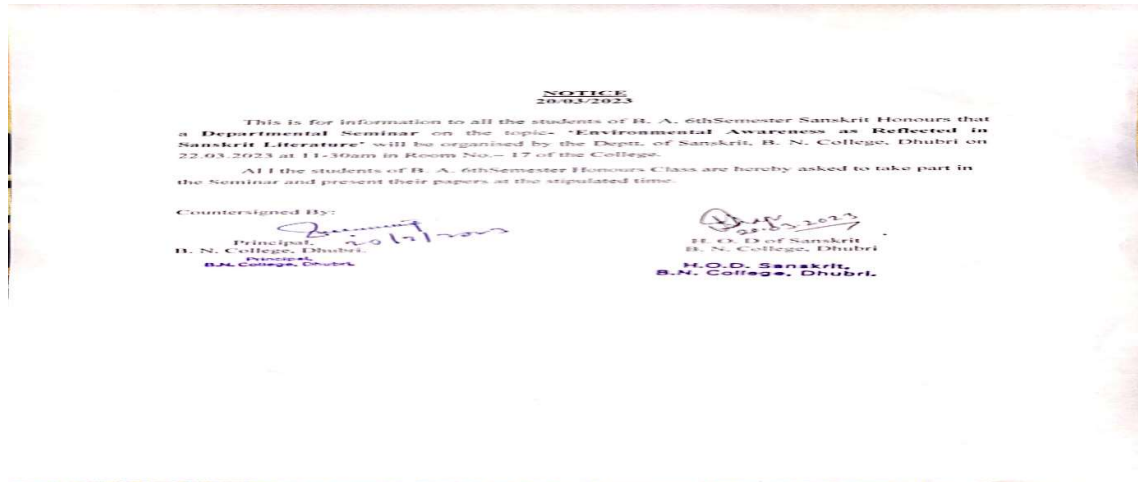 NOTICE
20/03/2023
This is for information to all the students of B. A. 6thSemester Sanskrit Honours that
a Departmental Seminar on the topic- 'Environmental Awareness as Reflected in
Sanskrit Literature' will be organised by the Deptt. of Sanskrit, B. N. College, Dhubri on
22.03.2023 at 11-30am in Room No.– 17 of the College.
Al l the students of B. A. 6thSemester Honours Class are hereby asked to take part in
the Seminar and present their papers at the stipulated time.
Countersigned By:
20.03.2023
Principal,
20/3/2023
H. O. D of Sanskrit
B. N. College, Dhubri.
B. N. College, Dhubri
Principal,
B.N. College, Dhubri.
H.O.D. Sanskrit,
B.N. College, Dhubri.